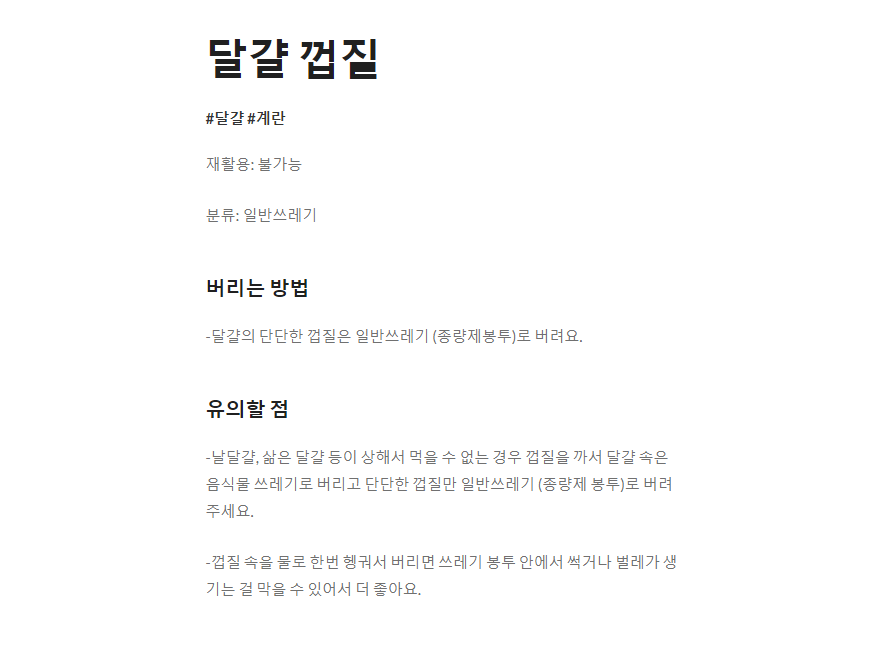 달걀 껍질
#달걀 #계란
재활용: 불가능
분류: 일반쓰레기
버리는 방법
-달걀의 단단한 껍질은 일반쓰레기 (종량제봉투)로 버려요.
유의할 점
-날달걀, 삶은 달걀 등이 상해서 먹을 수 없는 경우 껍질을 까서 달걀 속은
음식물 쓰레기로 버리고 단단한 껍질만 일반쓰레기 (종량제 봉투)로 버려
주세요.
-껍질 속을 물로 한번 헹궈서 버리면 쓰레기 봉투 안에서 썩거나 벌레가 생
기는 걸 막을 수 있어서 더 좋아요.